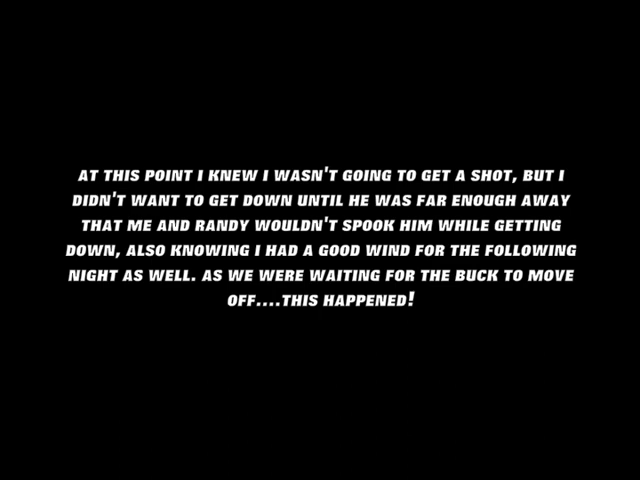 AT THIS POINT I KNEW I WASN'T GOING TO GET A SHOT, BUT I
DIDN'T WANT TO GET DOWN UNTIL HE WAS FAR ENOUGH AWAY
THAT ME AND RANDY WOULDN'T SPOOK HIM WHILE GETTING
DOWN, ALSO KNOWING I HAD A GOOD WIND FOR THE FOLLOWING
NIGHT AS WELL. AS WE WERE WAITING FOR THE BUCK TO MOVE
OFF....THIS HAPPENED!